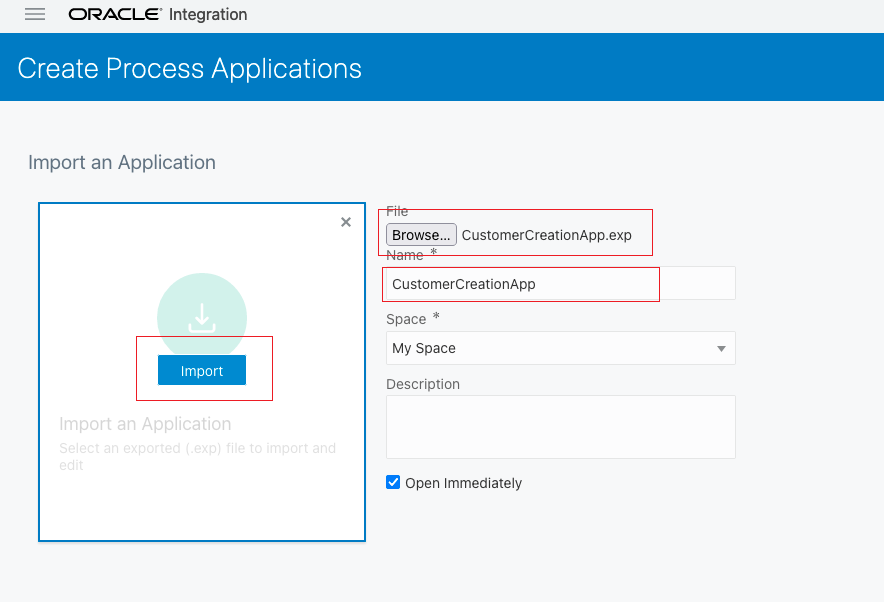 ORACLE® Integration
Create Process Applications
Import an Application
Import
Import an Application
Select an exported (.exp) file to import and
edit
File
Browse... CustomerCreationApp.exp
Name *
CustomerCreationApp
Space *
My Space
Description
Open Immediately